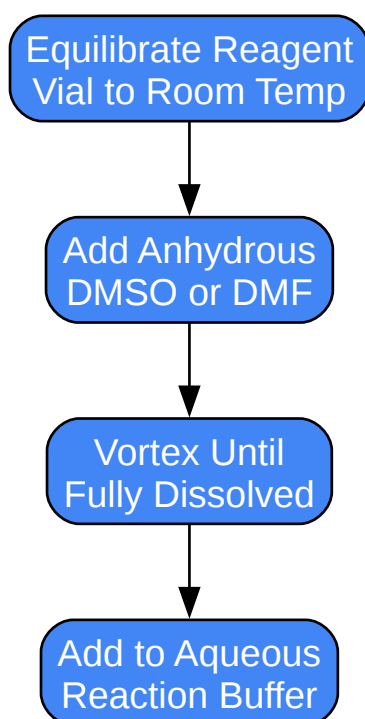 Equilibrate Reagent
Vial to Room Temp
Add Anhydrous
DMSO or DMF
Vortex Until
Fully Dissolved
Add to Aqueous
Reaction Buffer